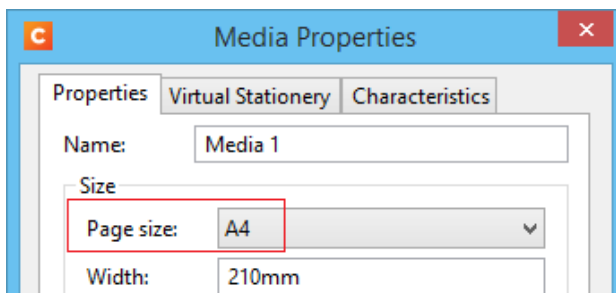 C Media Properties
Properties Virtual Stationery Characteristics
Name: Media 1
Size
Page size: A4
Width: 210mm